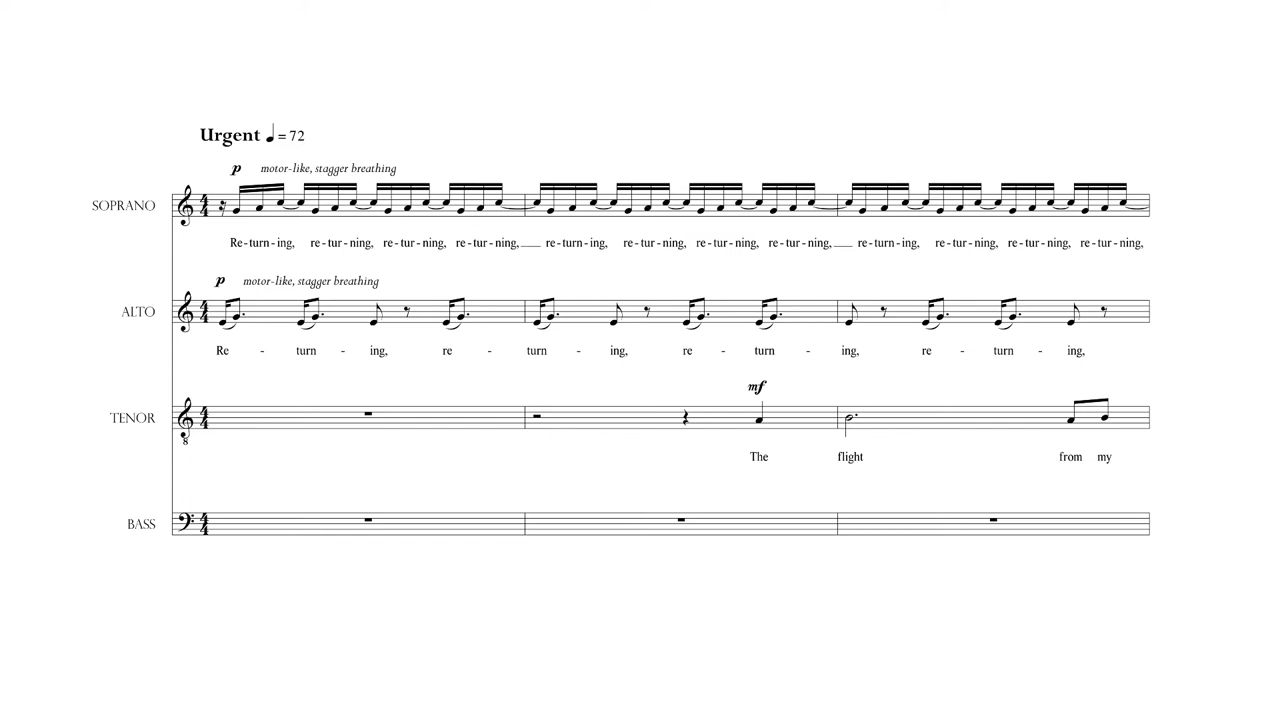 Urgent ♩ = 72
p motor-like, stagger breathing
SOPRANO
Re - turn - ing, re - tur - ning, re - tur - ning, re - tur - ning, re - turn - ing, re - tur - ning, re - tur - ning, re - tur - ning, re - turn - ing, re - tur - ning, re - tur - ning, re - tur - ning,
p motor-like, stagger breathing
ALTO
Re - turn - ing, re - turn - ing, re - turn - ing, re - turn - ing,
mf
TENOR
8
The flight from my
BASS